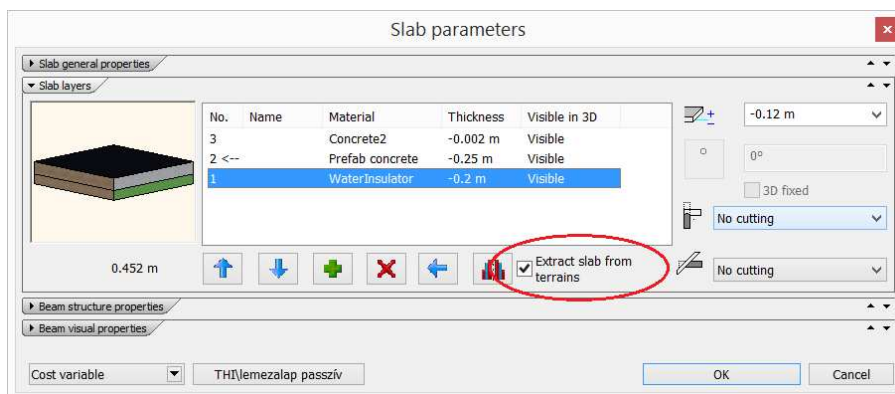 Slab parameters
Slab general properties
Slab layers
No. Name Material Thickness Visible in 3D
3 Concrete2 -0.002 m Visible
2 <-- Prefab concrete -0.25 m Visible
1 WaterInsulator -0.2 m Visible
-0.12 m
0°
3D fixed
No cutting
No cutting
0.452 m
Extract slab from
terrains
Beam structure properties
Beam visual properties
Cost variable THI\lemezalap passzív OK Cancel